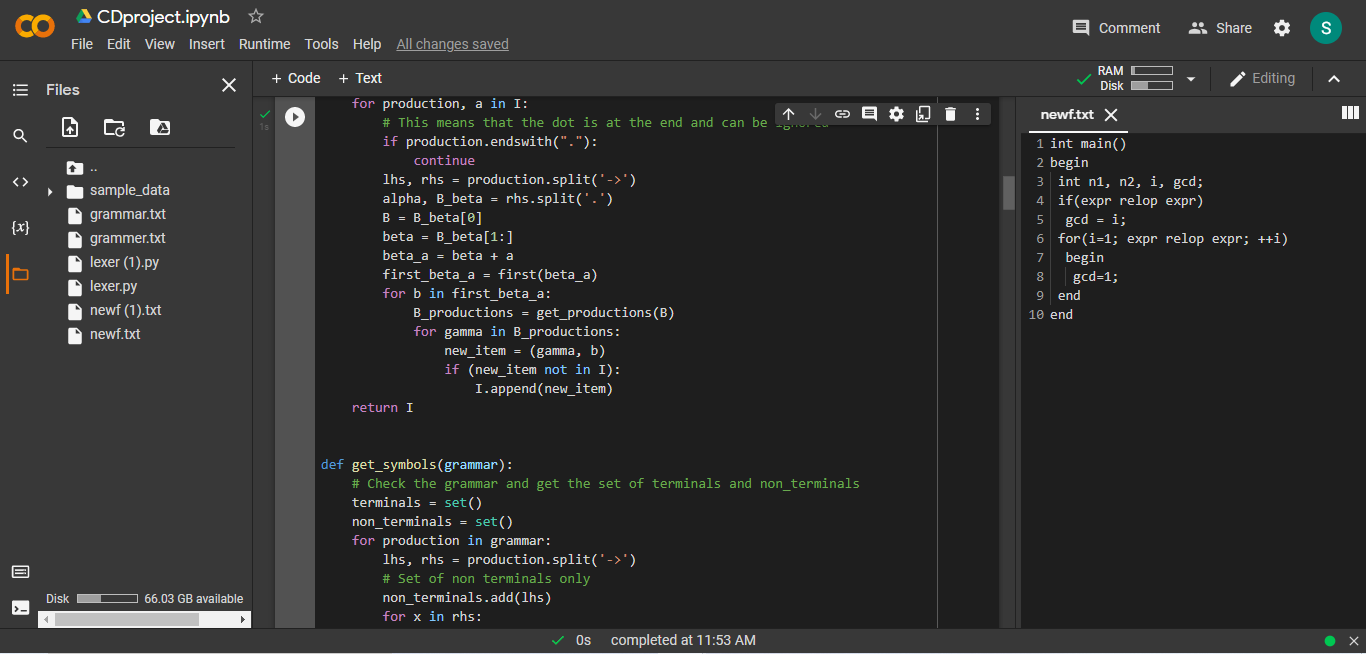 CDproject.ipynb
File Edit View Insert Runtime Tools Help All changes saved
Comment Share S
Files
+ Code + Text
RAM
Disk
Editing
..
sample_data
grammar.txt
grammer.txt
lexer (1).py
lexer.py
newf (1).txt
newf.txt
Disk 66.03 GB available
{x}
1s
for production, a in I:
# This means that the dot is at the end and can be ignored
if production.endswith("."):
continue
lhs, rhs = production.split('->')
alpha, B_beta = rhs.split('.')
B = B_beta[0]
beta = B_beta[1:]
beta_a = beta + a
first_beta_a = first(beta_a)
for b in first_beta_a:
B_productions = get_productions(B)
for gamma in B_productions:
new_item = (gamma, b)
if (new_item not in I):
I.append(new_item)
return I
def get_symbols(grammar):
# Check the grammar and get the set of terminals and non_terminals
terminals = set()
non_terminals = set()
for production in grammar:
lhs, rhs = production.split('->')
# Set of non terminals only
non_terminals.add(lhs)
for x in rhs:
newf.txt
1 int main()
2 begin
3 int n1, n2, i, gcd;
4 if(expr relop expr)
5 gcd = i;
6 for(i=1; expr relop expr; ++i)
7 begin
8 gcd=1;
9 end
10 end
0s completed at 11:53 AM